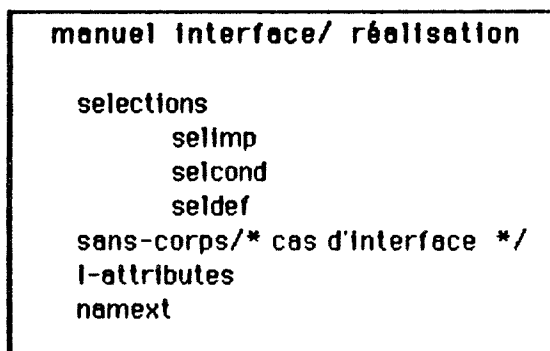 manuel interface/ réalisation
selections
selimp
selcond
seldef
sans-corps/* cas d'interface */
l-attributes
namext